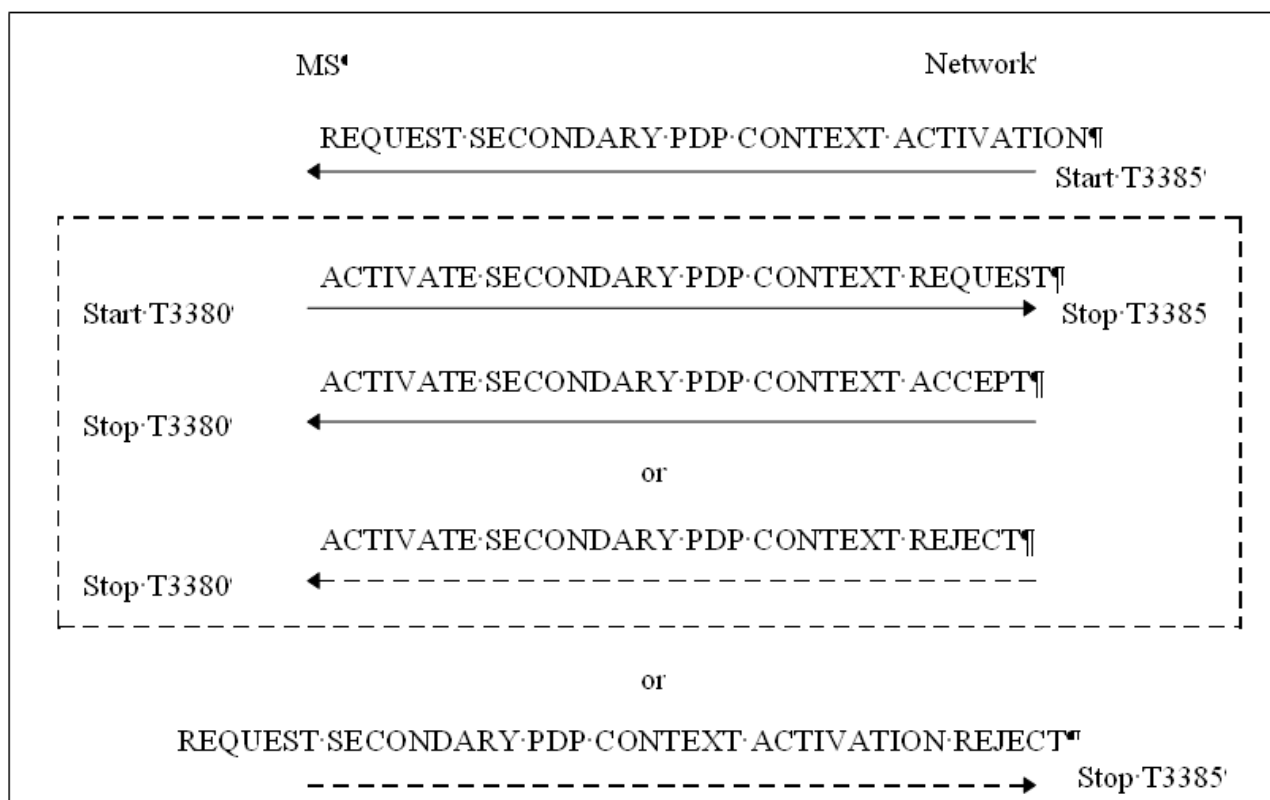 MS¶ Network
REQUEST·SECONDARY·PDP·CONTEXT·ACTIVATION¶
Start·T3385
ACTIVATE·SECONDARY·PDP·CONTEXT·REQUEST¶
Start·T3380 Stop·T3385
ACTIVATE·SECONDARY·PDP·CONTEXT·ACCEPT¶
Stop·T3380
or
ACTIVATE·SECONDARY·PDP·CONTEXT·REJECT¶
Stop·T3380
or
REQUEST·SECONDARY·PDP·CONTEXT·ACTIVATION·REJECT¶
Stop·T3385